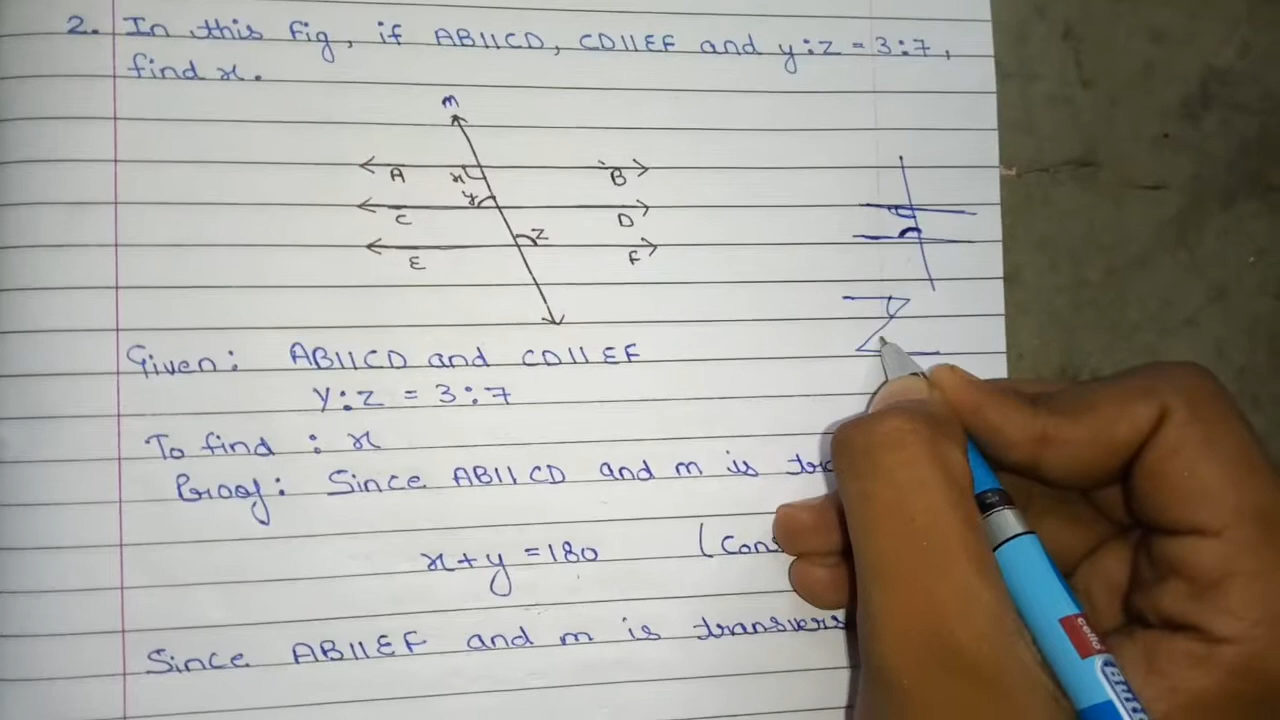 2. In this fig, if AB||CD, CD||EF and y:z = 3:7,
find x.
m
A B
x
y
C D
z
E F
Given: AB||CD and CD||EF
y:z = 3:7
To find : x
Proof: Since AB||CD and m is
x+y =180
Since AB||EF and m is
cello